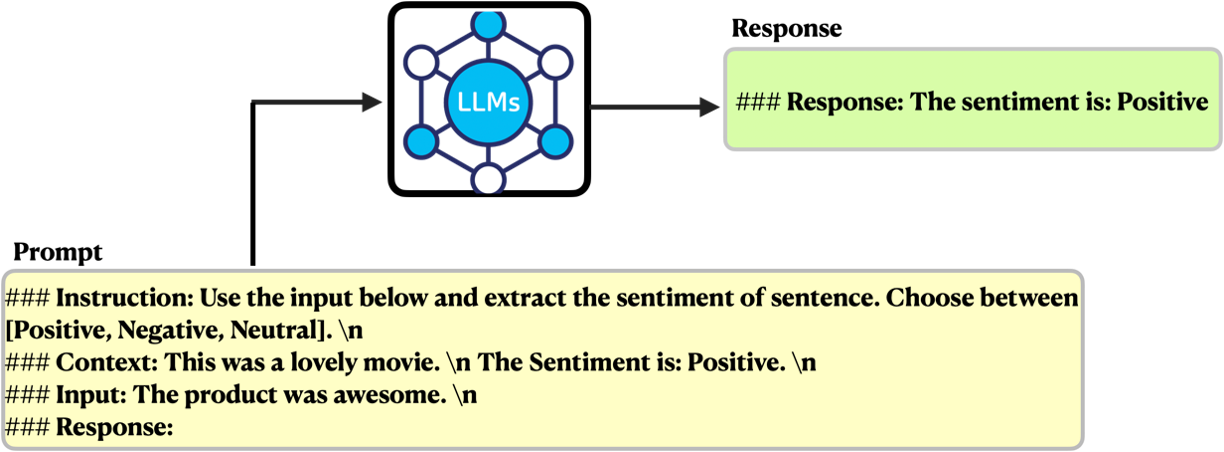 LLMs
Response
### Response: The sentiment is: Positive
Prompt
### Instruction: Use the input below and extract the sentiment of sentence. Choose between
[Positive, Negative, Neutral]. \n
### Context: This was a lovely movie. \n The Sentiment is: Positive. \n
### Input: The product was awesome. \n
### Response: